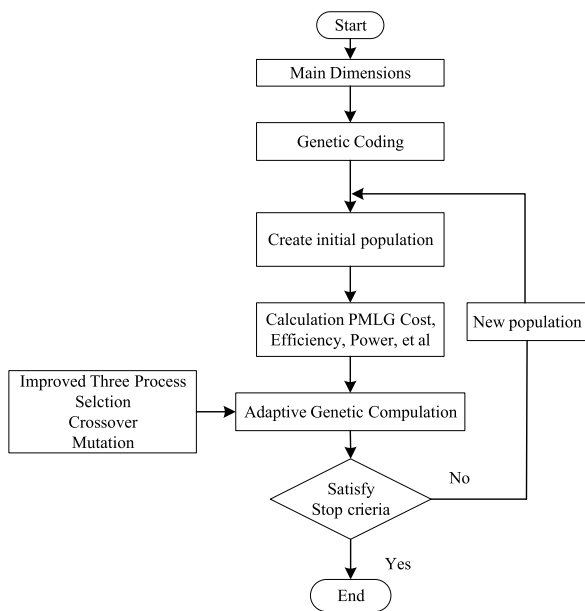 Start
Main Dimensions
Genetic Coding
Create initial population
Calculation PMLG Cost,
Efficiency, Power, et al
New population
Improved Three Process
Selction
Crossover
Mutation
Adaptive Genetic Compulation
Satisfy
Stop crieria
No
Yes
End